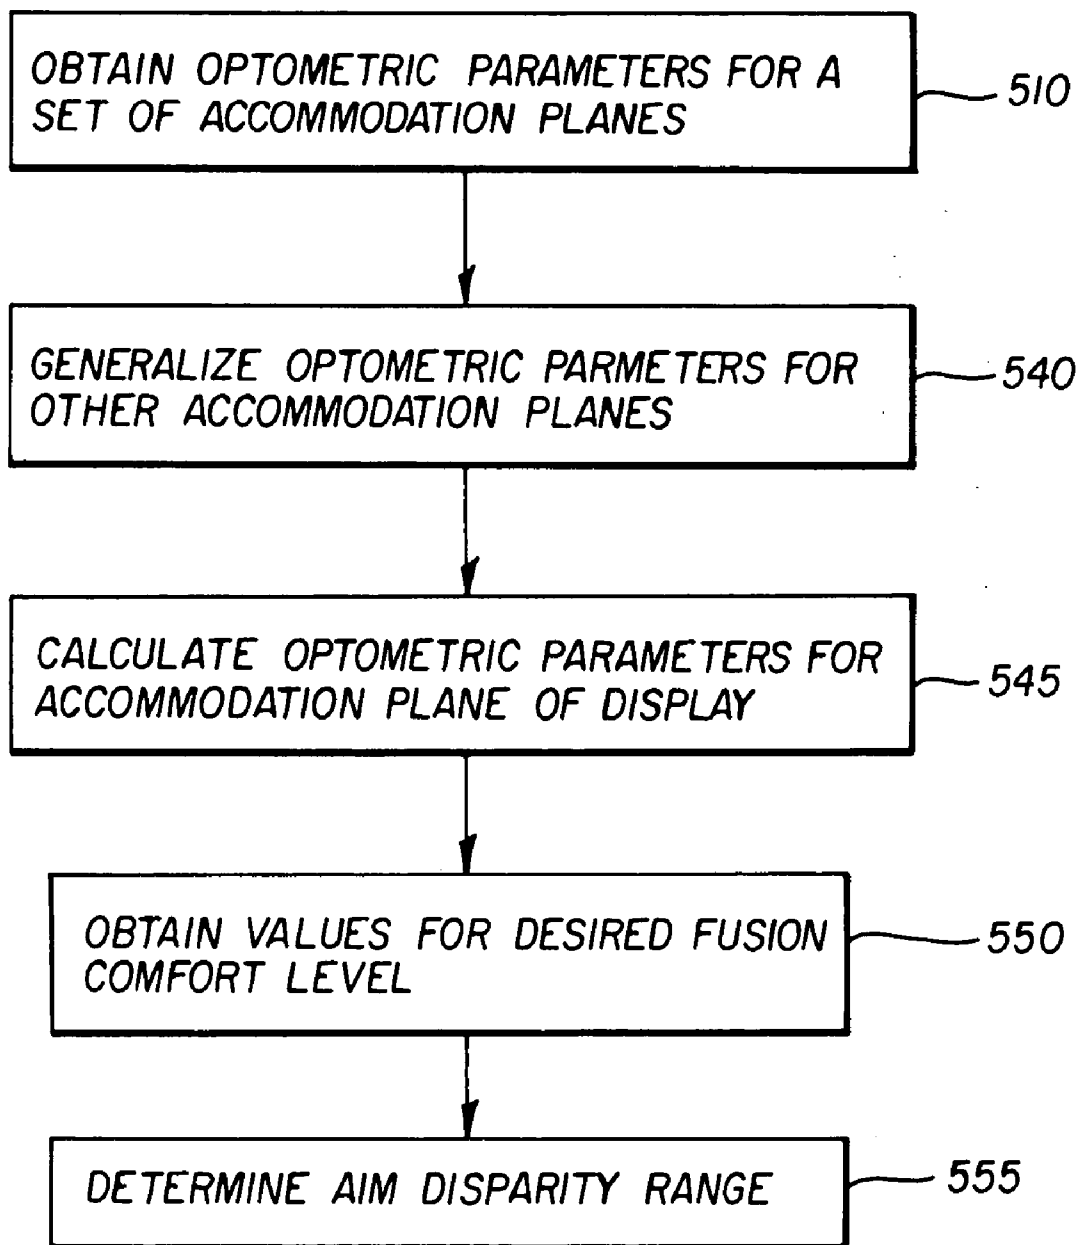 OBTAIN OPTOMETRIC PARAMETERS FOR A
SET OF ACCOMMODATION PLANES
510
GENERALIZE OPTOMETRIC PARMETERS FOR
OTHER ACCOMMODATION PLANES
540
CALCULATE OPTOMETRIC PARAMETERS FOR
ACCOMMODATION PLANE OF DISPLAY
545
OBTAIN VALUES FOR DESIRED FUSION
COMFORT LEVEL
550
DETERMINE AIM DISPARITY RANGE
555